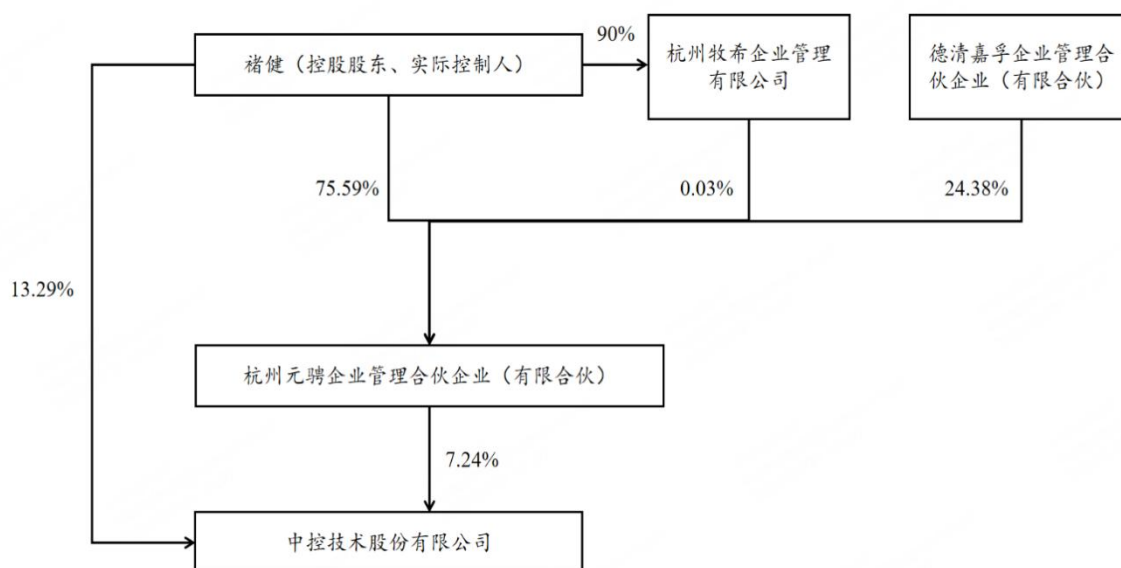 90%
褚健（控股股东、实际控制人）
杭州牧希企业管理
有限公司
德清嘉孚企业管理合
伙企业（有限合伙）
75.59%
0.03%
24.38%
13.29%
杭州元骋企业管理合伙企业（有限合伙）
7.24%
中控技术股份有限公司